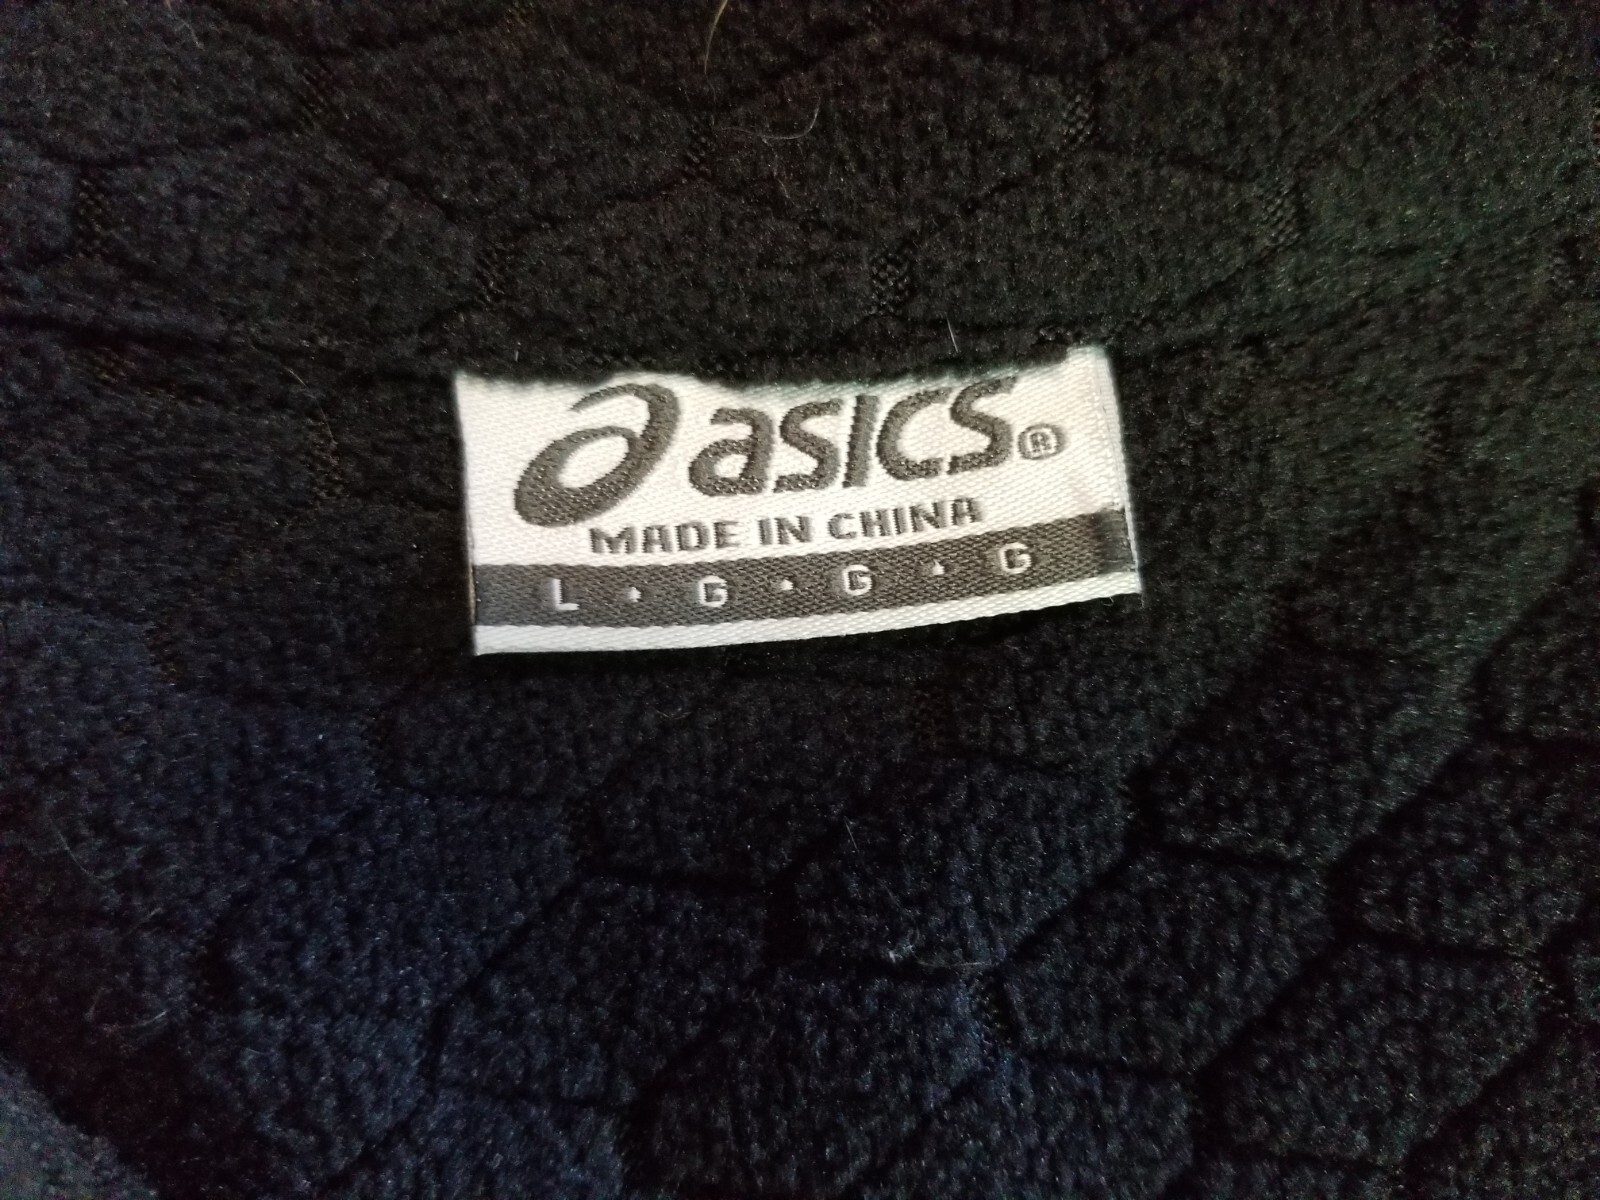 asics®
MADE IN CHINA
L · G · G · G